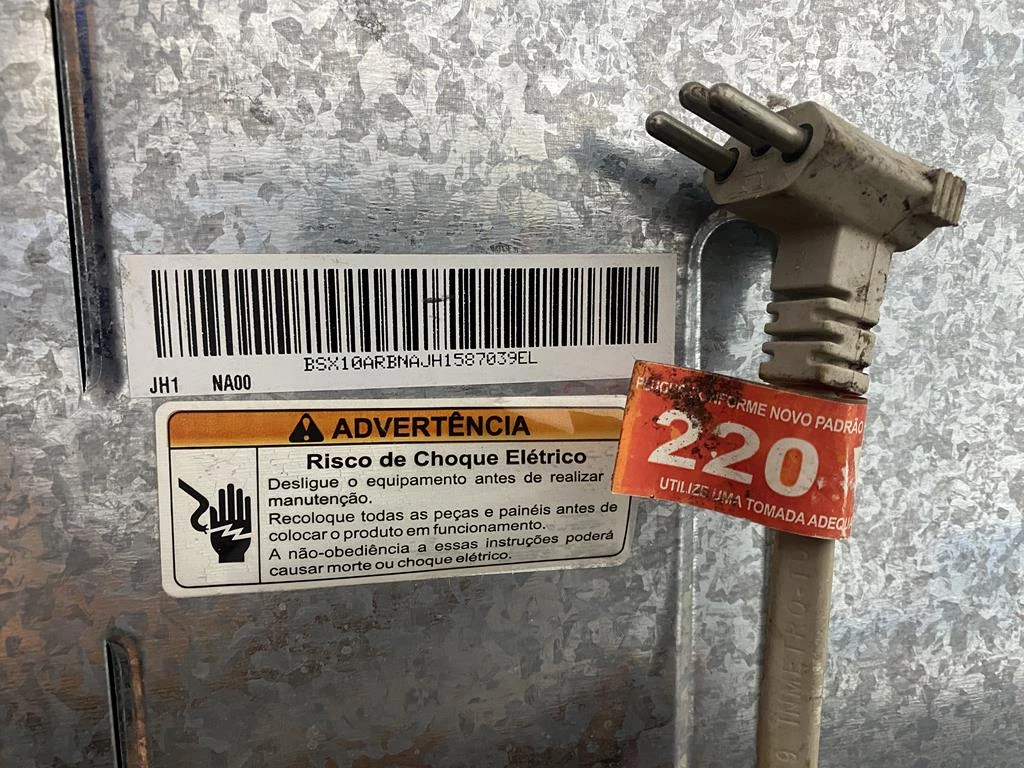 BSX10ARBNAJH1587039EL
JH1 NA00
ADVERTÊNCIA
Risco de Choque Elétrico
Desligue o equipamento antes de realizar
manutenção.
Recoloque todas as peças e painéis antes de
colocar o produto em funcionamento.
A não-obediência a essas instruções poderá
causar morte ou choque elétrico.
NOVO PADRÃO
220
UTILIZE UMA TOMADA
INMETRO